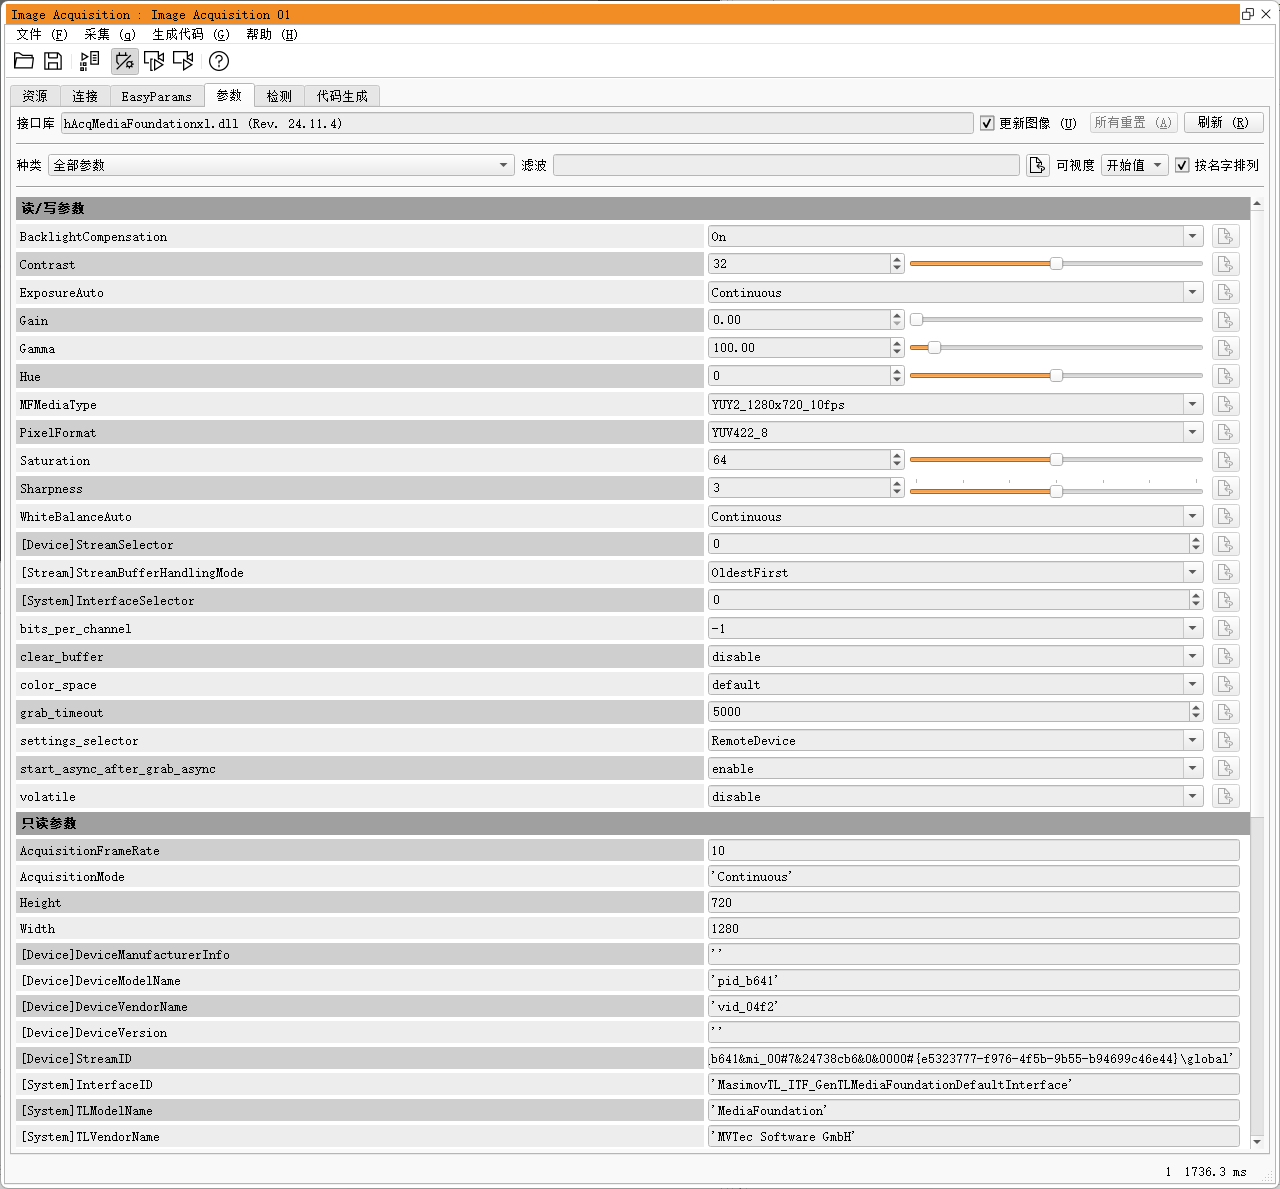 Image Acquisition : Image Acquisition 01
文件 (F) 采集 (g) 生成代码 (G) 帮助 (H)
资源 连接 EasyParams 参数 检测 代码生成
接口库 hAcqMediaFoundationxl.dll (Rev. 24.11.4) 更新图像 (U) 所有重置 (A) 刷新 (R)
种类 全部参数 滤波 可视度 开始值 按名字排列
读/写参数
BacklightCompensation On
Contrast 32
ExposureAuto Continuous
Gain 0.00
Gamma 100.00
Hue 0
MFMediaType YUY2_1280x720_10fps
PixelFormat YUV422_8
Saturation 64
Sharpness 3
WhiteBalanceAuto Continuous
[Device]StreamSelector 0
[Stream]StreamBufferHandlingMode OldestFirst
[System]InterfaceSelector 0
bits_per_channel -1
clear_buffer disable
color_space default
grab_timeout 5000
settings_selector RemoteDevice
start_async_after_grab_async enable
volatile disable
只读参数
AcquisitionFrameRate 10
AcquisitionMode 'Continuous'
Height 720
Width 1280
[Device]DeviceManufacturerInfo ''
[Device]DeviceModelName 'pid_b641'
[Device]DeviceVendorName 'vid_04f2'
[Device]DeviceVersion ''
[Device]StreamID b641&mi_00#7&24738cb6&0&0000#{e5323777-f976-4f5b-9b55-b94699c46e44}\global'
[System]InterfaceID 'MasimovTL_ITF_GenTLMediaFoundationDefaultInterface'
[System]TLModelName 'MediaFoundation'
[System]TLVendorName 'MVTec Software GmbH'
1 1736.3 ms